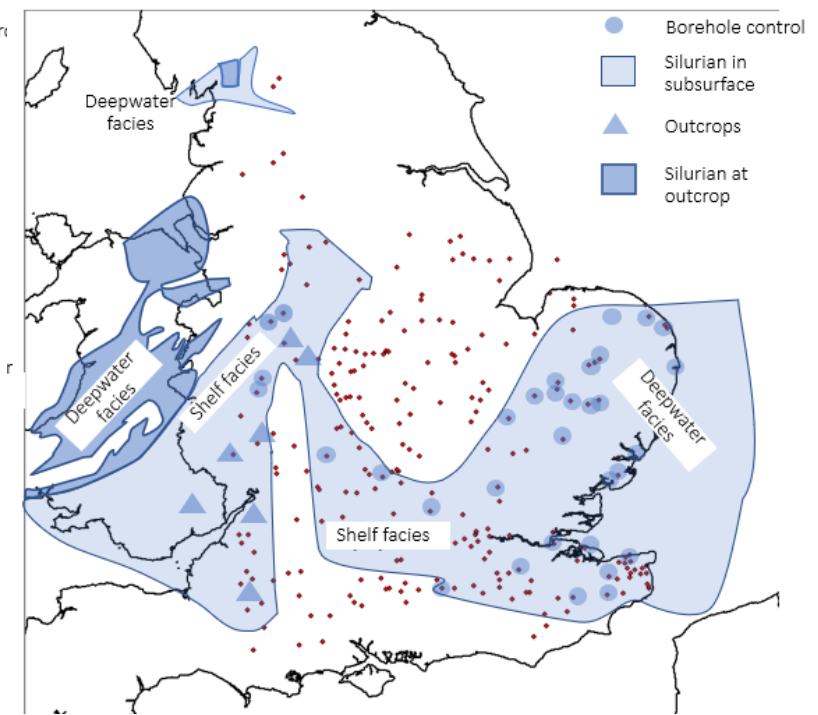 Borehole control
Silurian in
subsurface
Outcrops
Silurian at
outcrop
Deepwater
facies
Deepwater
facies
Shelf facies
Deepwater
facies
Shelf facies